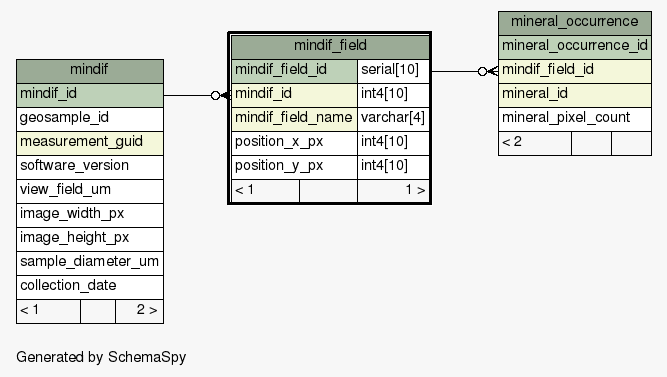 mindif
mindif_id
geosample_id
measurement_guid
software_version
view_field_um
image_width_px
image_height_px
sample_diameter_um
collection_date
< 1 2 >
mindif_field
mindif_field_id serial[10]
mindif_id int4[10]
mindif_field_name varchar[4]
position_x_px int4[10]
position_y_px int4[10]
< 1 1 >
mineral_occurrence
mineral_occurrence_id
mindif_field_id
mineral_id
mineral_pixel_count
< 2
Generated by SchemaSpy